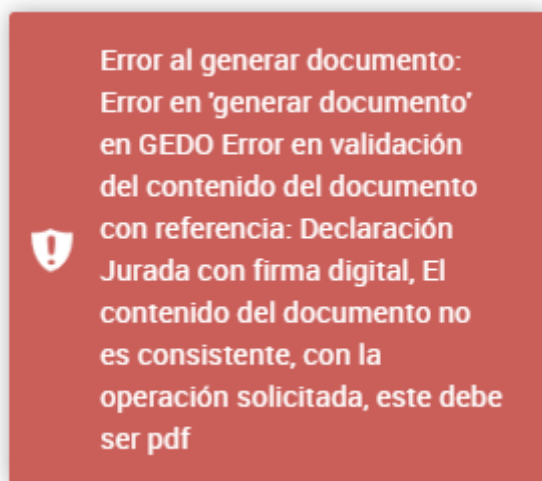 Error al generar documento:
Error en 'generar documento'
en GEDO Error en validación
del contenido del documento
con referencia: Declaración
Jurada con firma digital, El
contenido del documento no
es consistente, con la
operación solicitada, este debe
ser pdf